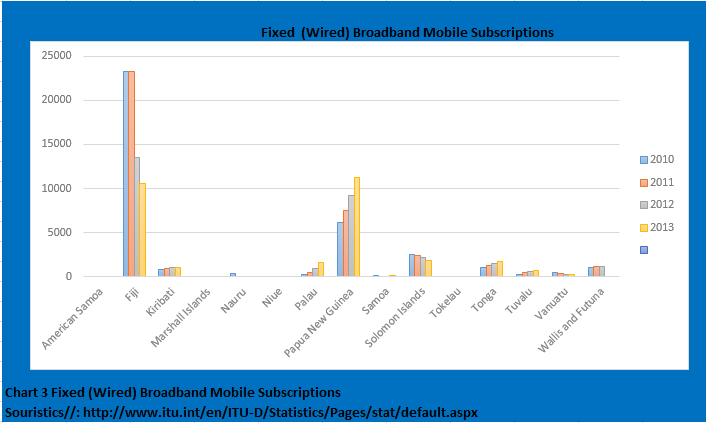 Fixed (Wired) Broadband Mobile Subscriptions
25000
20000
15000
10000
5000
0
American Samoa
Fiji
Kiribati
Marshall Islands
Nauru
Niue
Palau
Papua New Guinea
Samoa
Solomon Islands
Tokelau
Tonga
Tuvalu
Vanuatu
Wallis and Futuna
2010
2011
2012
2013
Chart 3 Fixed (Wired) Broadband Mobile Subscriptions
Souristics//: http://www.itu.int/en/ITU-D/Statistics/Pages/stat/default.aspx